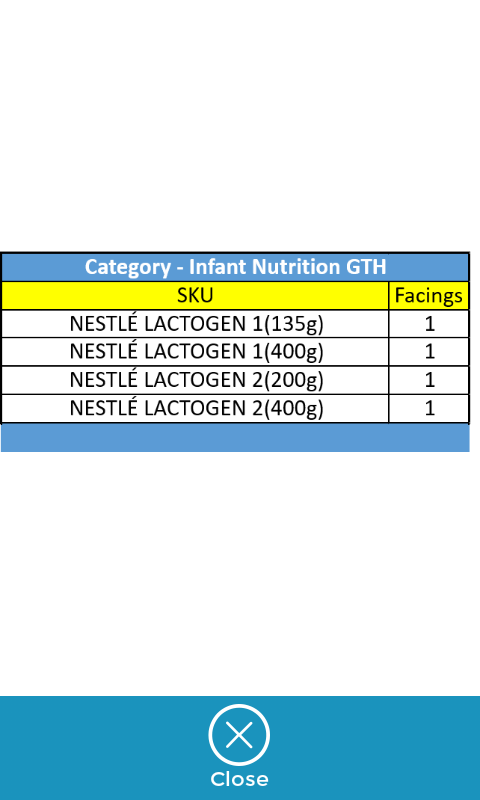 Category - Infant Nutrition GTH
SKU Facings
NESTLÉ LACTOGEN 1(135g) 1
NESTLÉ LACTOGEN 1(400g) 1
NESTLÉ LACTOGEN 2(200g) 1
NESTLÉ LACTOGEN 2(400g) 1
Close